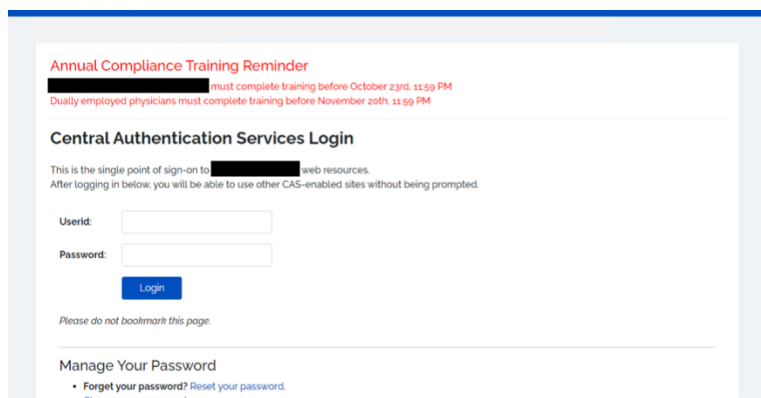 Annual Compliance Training Reminder
must complete training before October 23rd, 11:59 PM
Dually employed physicians must complete training before November 20th, 11:59 PM
Central Authentication Services Login
This is the single point of sign-on to web resources.
After logging in below, you will be able to use other CAS-enabled sites without being prompted.
Userid:
Password:
Login
Please do not bookmark this page.
Manage Your Password
• Forget your password? Reset your password.